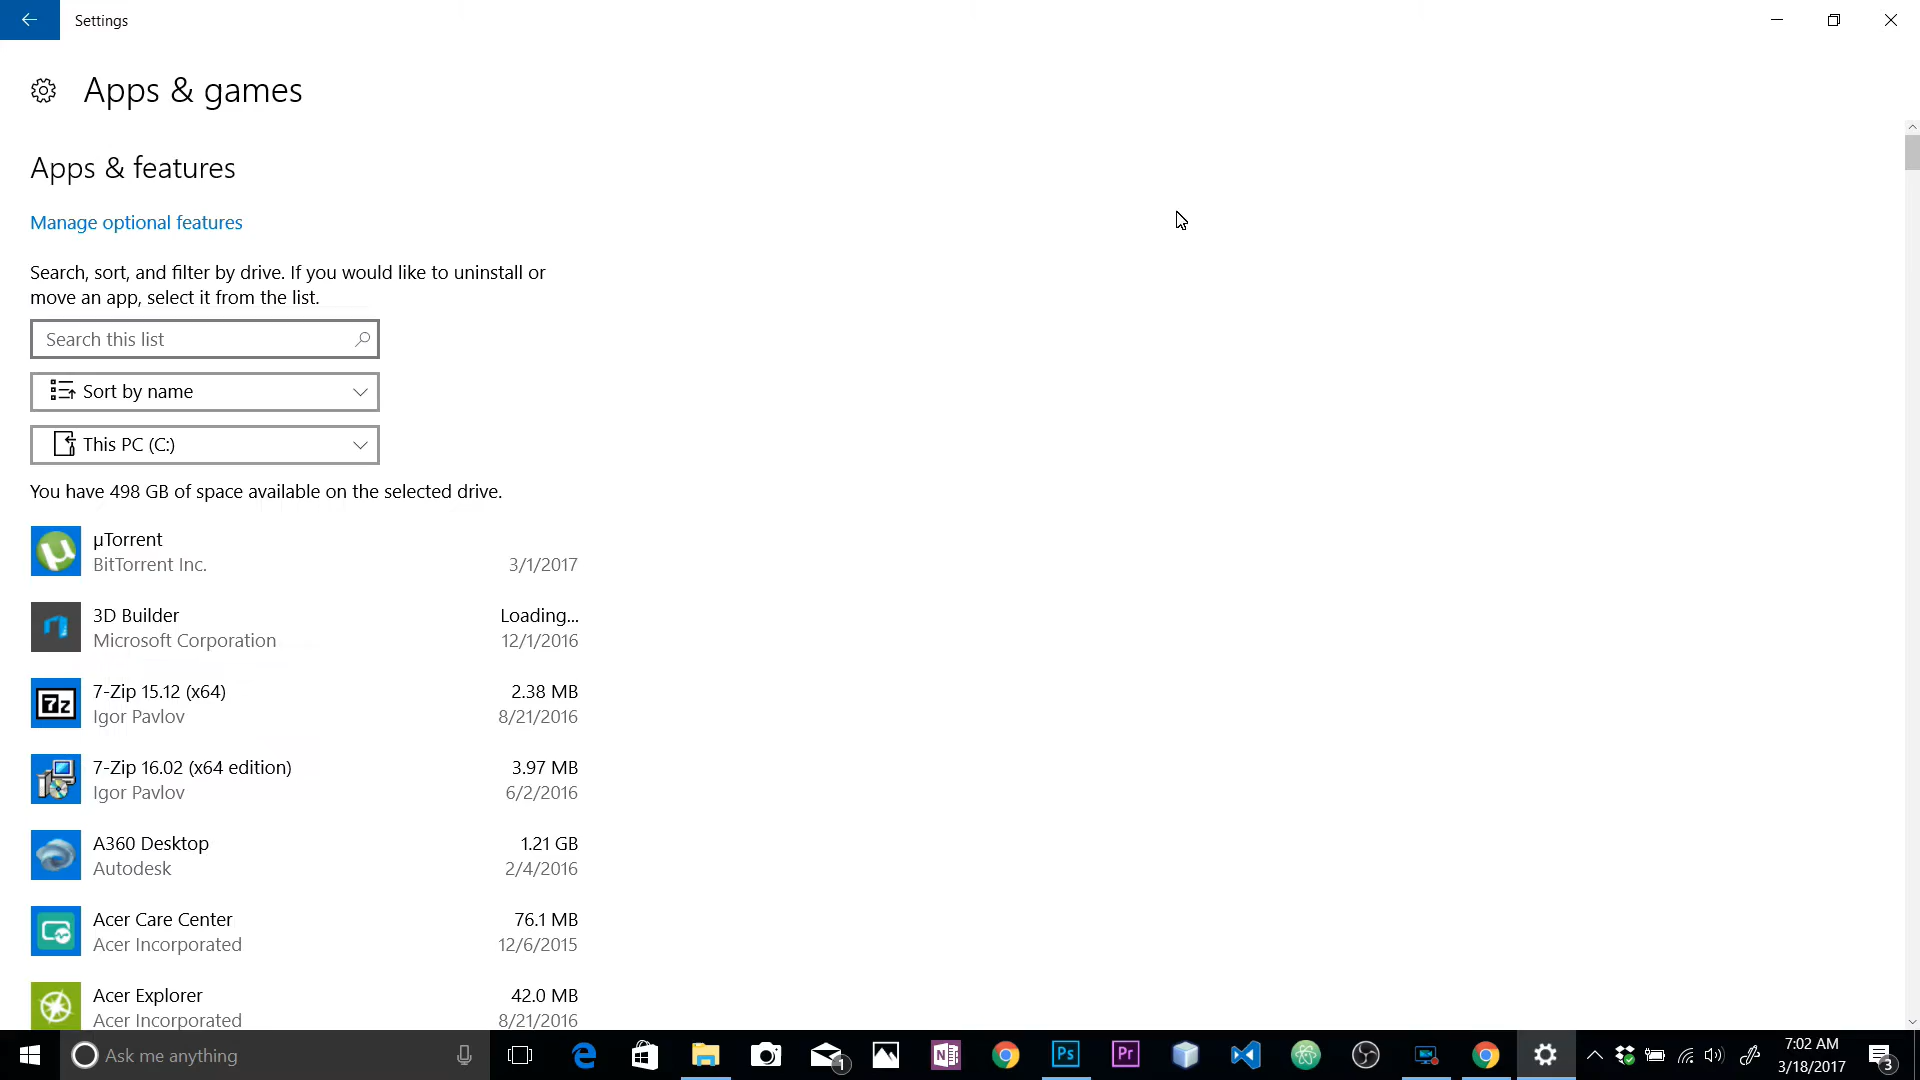 Settings
Apps & games
Apps & features
Manage optional features
Search, sort, and filter by drive. If you would like to uninstall or
move an app, select it from the list.
Search this list
Sort by name
This PC (C:)
You have 498 GB of space available on the selected drive.
µTorrent
BitTorrent Inc. 3/1/2017
3D Builder Loading...
Microsoft Corporation 12/1/2016
7-Zip 15.12 (x64) 2.38 MB
Igor Pavlov 8/21/2016
7-Zip 16.02 (x64 edition) 3.97 MB
Igor Pavlov 6/2/2016
A360 Desktop 1.21 GB
Autodesk 2/4/2016
Acer Care Center 76.1 MB
Acer Incorporated 12/6/2015
Acer Explorer 42.0 MB
Acer Incorporated 8/21/2016
Ask me anything 1 N Ps Pr 7:02 AM 3
3/18/2017